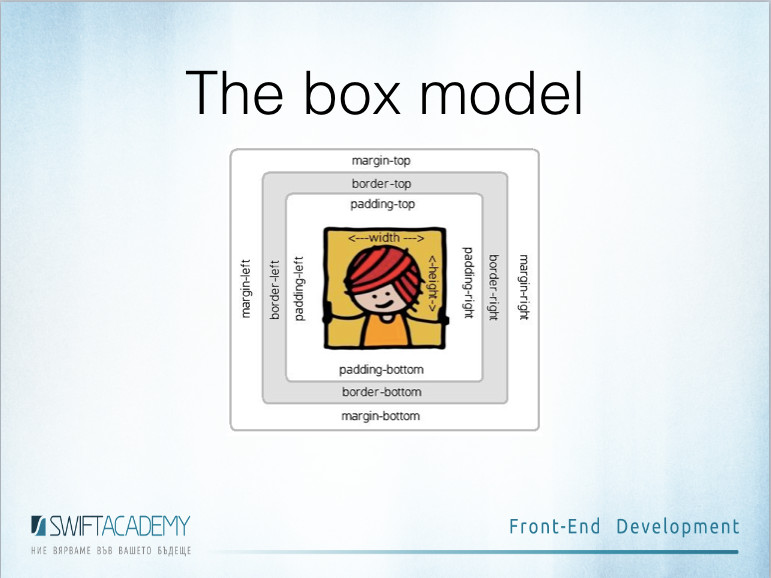 The box model
margin-top
border-top
padding-top
<---width --->
margin-left
border-left
padding-left
<-height->
padding-right
border-right
margin-right
padding-bottom
border-bottom
margin-bottom
SWIFTACADEMY
НИЕ ВЯРВАМЕ ВЪВ ВАШЕТО БЪДЕЩЕ
Front-End Development